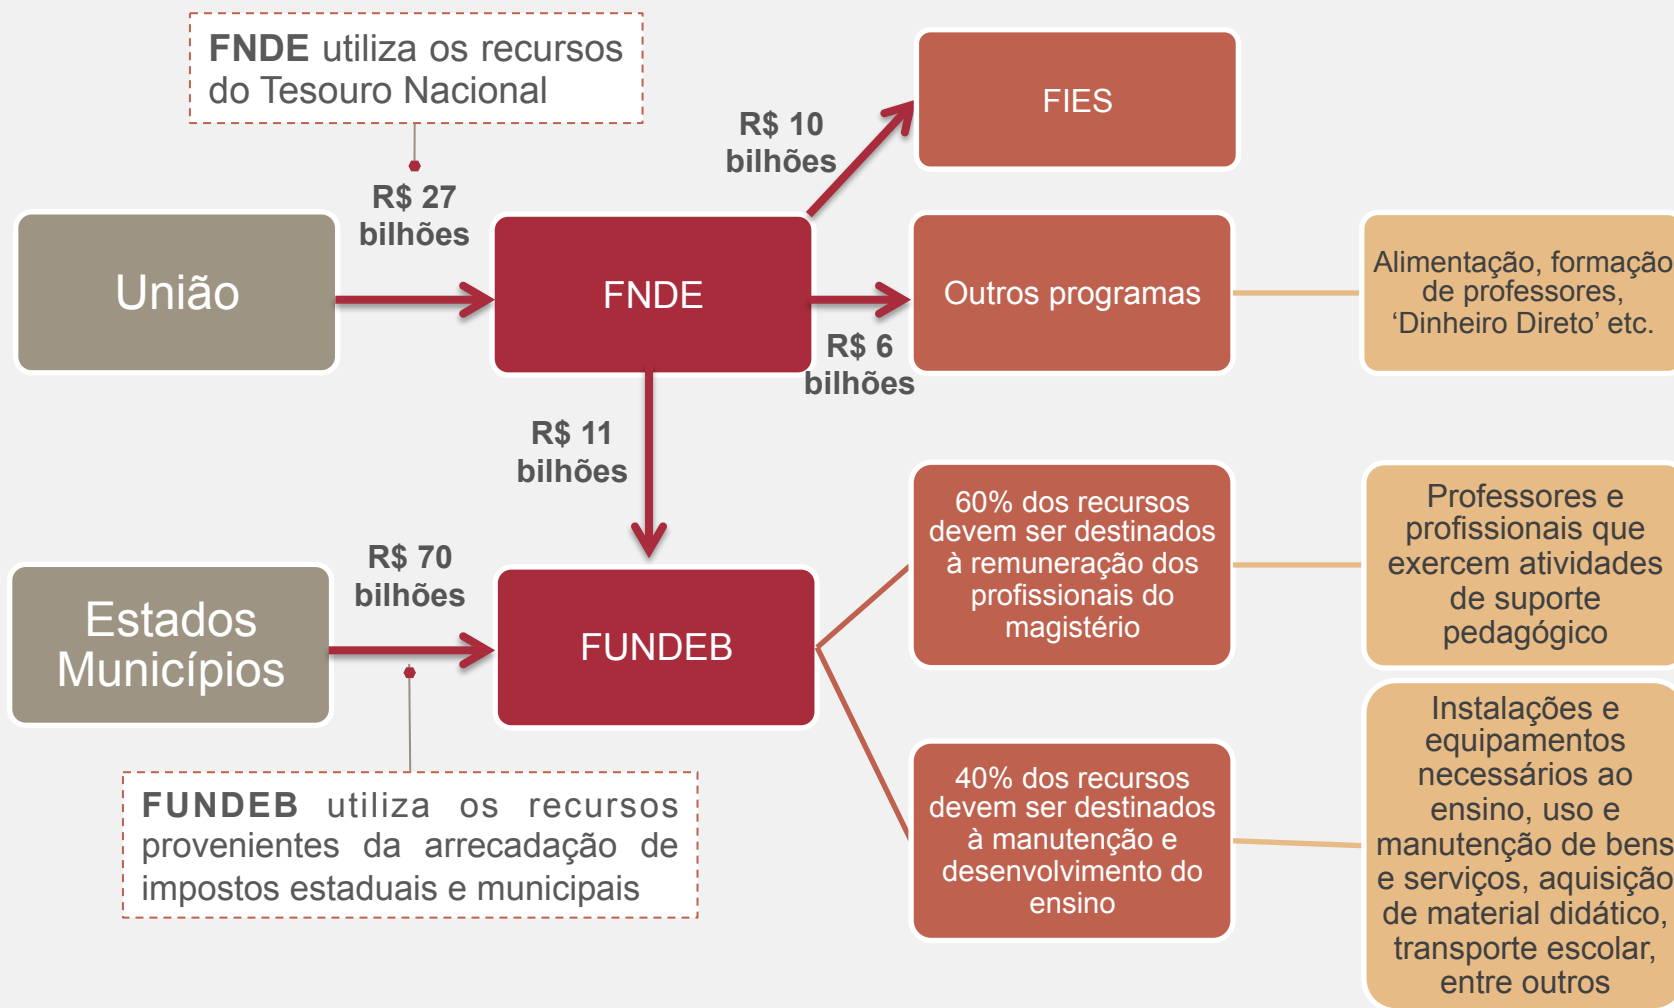 FNDE utiliza os recursos
do Tesouro Nacional
R$ 27
bilhões
União
FNDE
R$ 10
bilhões
FIES
Outros programas
R$ 6
bilhões
Alimentação, formação
de professores,
‘Dinheiro Direto’ etc.
R$ 11
bilhões
Estados
Municípios
R$ 70
bilhões
FUNDEB
FUNDEB utiliza os recursos
provenientes da arrecadação de
impostos estaduais e municipais
60% dos recursos
devem ser destinados
à remuneração dos
profissionais do
magistério
Professores e
profissionais que
exercem atividades
de suporte
pedagógico
40% dos recursos
devem ser destinados
à manutenção e
desenvolvimento do
ensino
Instalações e
equipamentos
necessários ao
ensino, uso e
manutenção de bens
e serviços, aquisição
de material didático,
transporte escolar,
entre outros